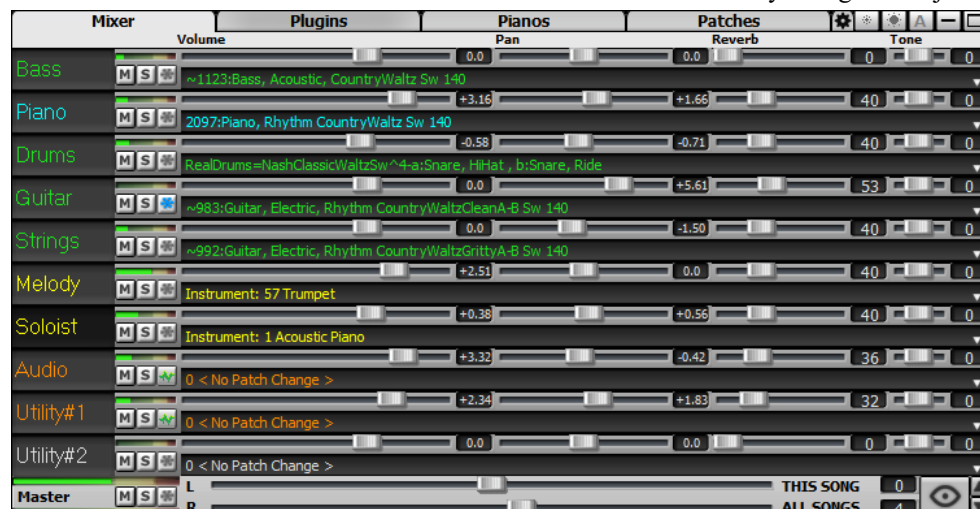 Mixer Plugins Pianos Patches A
Volume Pan Reverb Tone
Bass 0.0 0.0 0 0
M S ~1123:Bass, Acoustic, CountryWaltz Sw 140
Piano +3.16 +1.66 40 0
M S 2097:Piano, Rhythm CountryWaltz Sw 140
Drums -0.58 -0.71 40 0
M S RealDrums=NashClassicWaltzSw^4-a:Snare, HiHat , b:Snare, Ride
Guitar 0.0 +5.61 53 0
M S ~983:Guitar, Electric, Rhythm CountryWaltzCleanA-B Sw 140
Strings 0.0 -1.50 40 0
M S ~992:Guitar, Electric, Rhythm CountryWaltzGrittyA-B Sw 140
Melody +2.51 0.0 40 0
M S Instrument: 57 Trumpet
Soloist +0.38 +0.56 40 0
M S Instrument: 1 Acoustic Piano
Audio +3.32 -0.42 36 0
M S 0 < No Patch Change >
Utility#1 +2.34 +1.83 32 0
M S 0 < No Patch Change >
Utility#2 0.0 0.0 0 0
M S 0 < No Patch Change >
Master M S L THIS SONG 0
R ALL SONGS -4